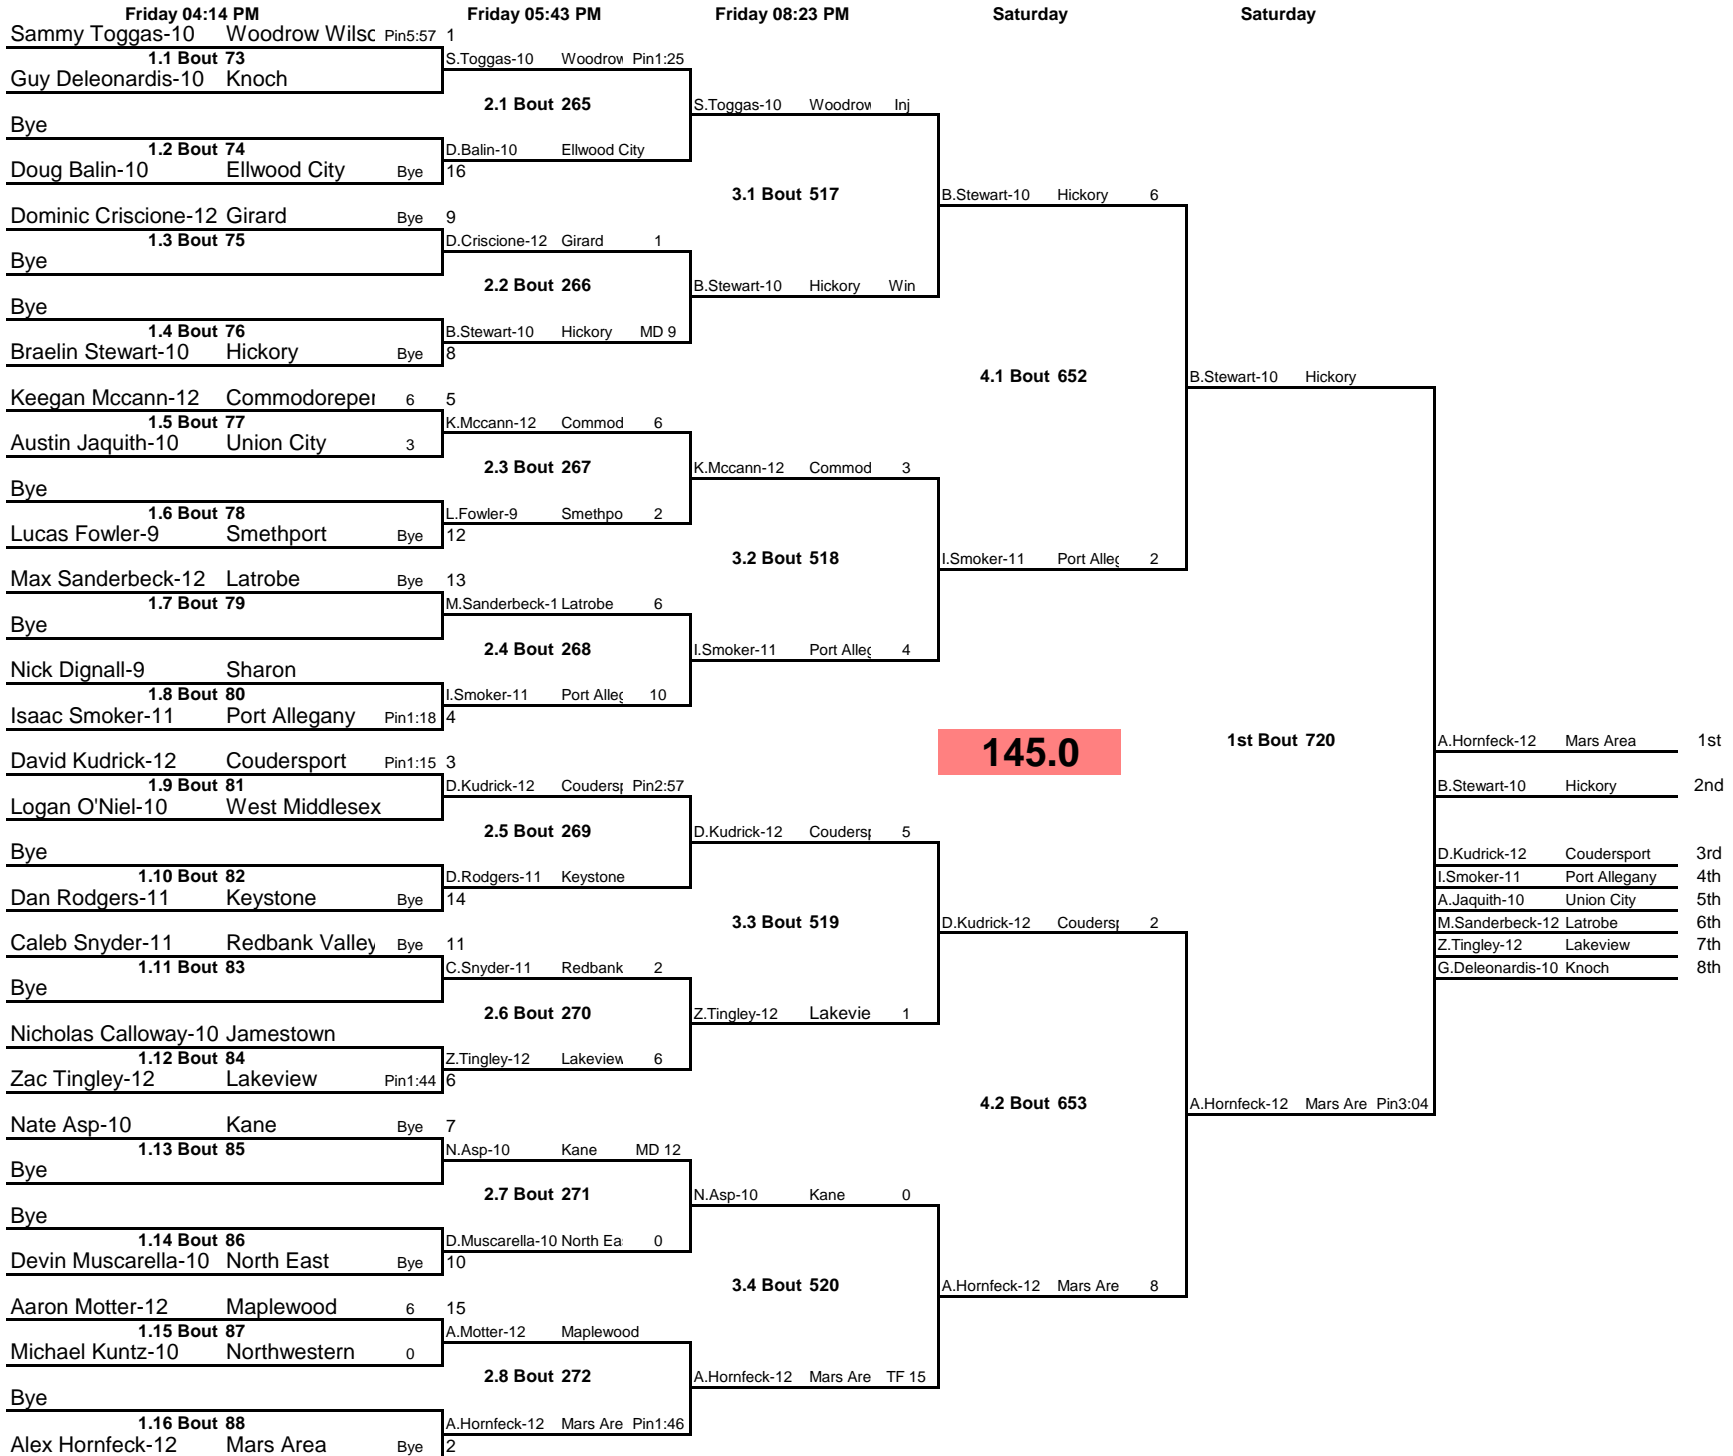 Friday 04:14 PM Friday 05:43 PM Friday 08:23 PM Saturday Saturday
Sammy Toggas-10 Woodrow Wilsc Pin5:57 1
1.1 Bout 73 S.Toggas-10 Woodrow Pin1:25
Guy Deleonardis-10 Knoch
2.1 Bout 265 S.Toggas-10 Woodrow Inj
Bye
1.2 Bout 74 D.Balin-10 Ellwood City
Doug Balin-10 Ellwood City Bye 16
3.1 Bout 517 B.Stewart-10 Hickory 6
Dominic Criscione-12 Girard Bye 9
1.3 Bout 75 D.Criscione-12 Girard 1
Bye
2.2 Bout 266 B.Stewart-10 Hickory Win
Bye
1.4 Bout 76 B.Stewart-10 Hickory MD 9
Braelin Stewart-10 Hickory Bye 8
4.1 Bout 652 B.Stewart-10 Hickory
Keegan Mccann-12 Commodoreper 6 5
1.5 Bout 77 K.Mccann-12 Commod 6
Austin Jaquith-10 Union City 3
2.3 Bout 267 K.Mccann-12 Commod 3
Bye
1.6 Bout 78 L.Fowler-9 Smethpo 2
Lucas Fowler-9 Smethport Bye 12
3.2 Bout 518 I.Smoker-11 Port Alleg 2
Max Sanderbeck-12 Latrobe Bye 13
1.7 Bout 79 M.Sanderbeck-1 Latrobe 6
Bye
2.4 Bout 268 I.Smoker-11 Port Alleg 4
Nick Dignall-9 Sharon
1.8 Bout 80 I.Smoker-11 Port Alleg 10
Isaac Smoker-11 Port Allegany Pin1:18 4
145.0 1st Bout 720 A.Hornfeck-12 Mars Area 1st
David Kudrick-12 Coudersport Pin1:15 3
1.9 Bout 81 D.Kudrick-12 Coudersp Pin2:57 B.Stewart-10 Hickory 2nd
Logan O'Niel-10 West Middlesex
2.5 Bout 269 D.Kudrick-12 Coudersp 5
Bye D.Kudrick-12 Coudersport 3rd
1.10 Bout 82 D.Rodgers-11 Keystone I.Smoker-11 Port Allegany 4th
Dan Rodgers-11 Keystone Bye 14 A.Jaquith-10 Union City 5th
3.3 Bout 519 D.Kudrick-12 Coudersp 2 M.Sanderbeck-12 Latrobe 6th
Caleb Snyder-11 Redbank Valley Bye 11 Z.Tingley-12 Lakeview 7th
1.11 Bout 83 C.Snyder-11 Redbank 2 G.Deleonardis-10 Knoch 8th
Bye
2.6 Bout 270 Z.Tingley-12 Lakevie 1
Nicholas Calloway-10 Jamestown
1.12 Bout 84 Z.Tingley-12 Lakeview 6
Zac Tingley-12 Lakeview Pin1:44 6
4.2 Bout 653 A.Hornfeck-12 Mars Are Pin3:04
Nate Asp-10 Kane Bye 7
1.13 Bout 85 N.Asp-10 Kane MD 12
Bye
2.7 Bout 271 N.Asp-10 Kane 0
Bye
1.14 Bout 86 D.Muscarella-10 North Ea 0
Devin Muscarella-10 North East Bye 10
3.4 Bout 520 A.Hornfeck-12 Mars Are 8
Aaron Motter-12 Maplewood 6 15
1.15 Bout 87 A.Motter-12 Maplewood
Michael Kuntz-10 Northwestern 0
2.8 Bout 272 A.Hornfeck-12 Mars Are TF 15
Bye
1.16 Bout 88 A.Hornfeck-12 Mars Are Pin1:46
Alex Hornfeck-12 Mars Area Bye 2